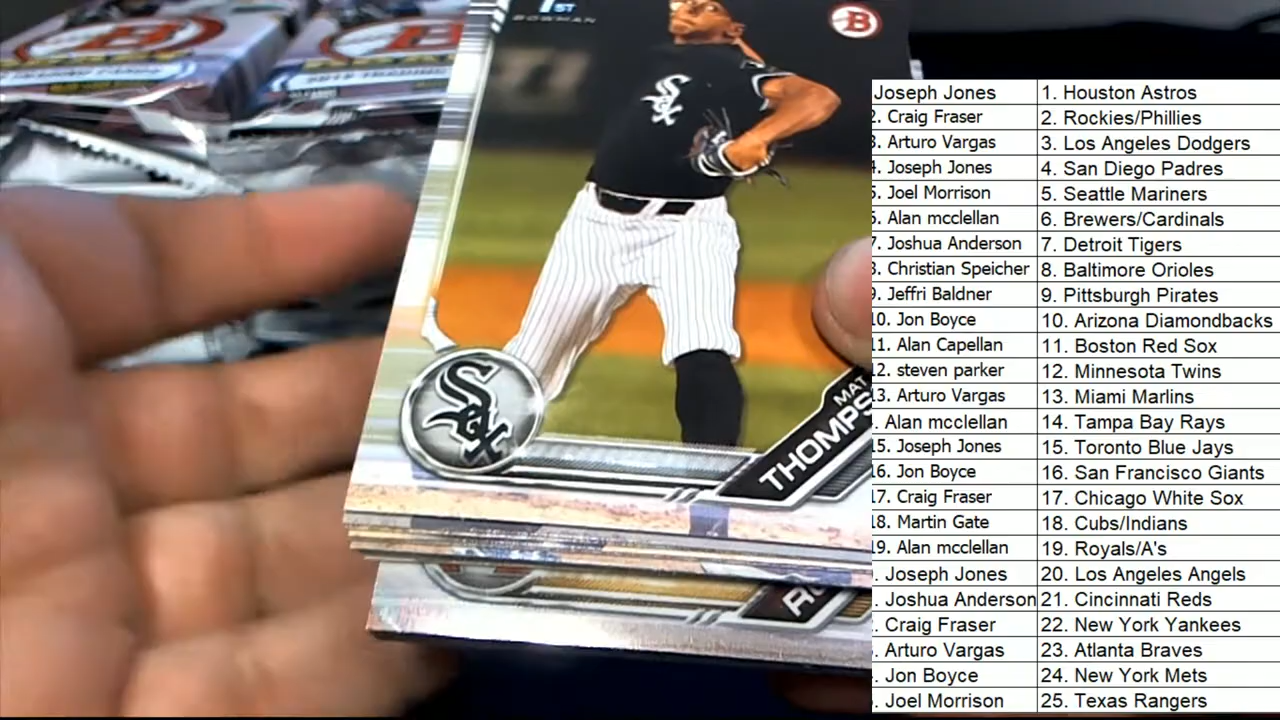 1ST
BOWMAN
B
Sox
Sox
MAT
THOMPS
B
2019 TRADING
Joseph Jones 1. Houston Astros
2. Craig Fraser 2. Rockies/Phillies
3. Arturo Vargas 3. Los Angeles Dodgers
4. Joseph Jones 4. San Diego Padres
5. Joel Morrison 5. Seattle Mariners
6. Alan mcclellan 6. Brewers/Cardinals
7. Joshua Anderson 7. Detroit Tigers
8. Christian Speicher 8. Baltimore Orioles
9. Jeffri Baldner 9. Pittsburgh Pirates
10. Jon Boyce 10. Arizona Diamondbacks
11. Alan Capellan 11. Boston Red Sox
12. steven parker 12. Minnesota Twins
13. Arturo Vargas 13. Miami Marlins
. Alan mcclellan 14. Tampa Bay Rays
15. Joseph Jones 15. Toronto Blue Jays
16. Jon Boyce 16. San Francisco Giants
17. Craig Fraser 17. Chicago White Sox
18. Martin Gate 18. Cubs/Indians
19. Alan mcclellan 19. Royals/A's
. Joseph Jones 20. Los Angeles Angels
. Joshua Anderson 21. Cincinnati Reds
. Craig Fraser 22. New York Yankees
. Arturo Vargas 23. Atlanta Braves
. Jon Boyce 24. New York Mets
. Joel Morrison 25. Texas Rangers